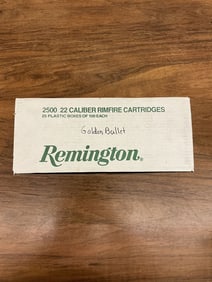 2500 22 CALIBER RIMFIRE CARTRIDGES
25 PLASTIC BOXES OF 100 EACH
Golden Bullet
Remington®